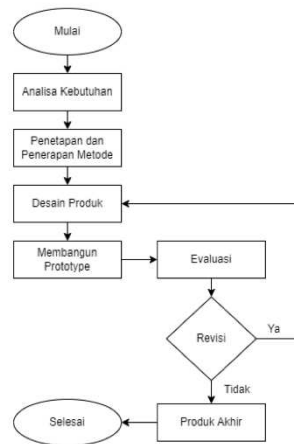 Mulai
Analisa Kebutuhan
Penetapan dan
Penerapan Metode
Desain Produk
Membangun
Prototype
Evaluasi
Revisi
Ya
Tidak
Produk Akhir
Selesai